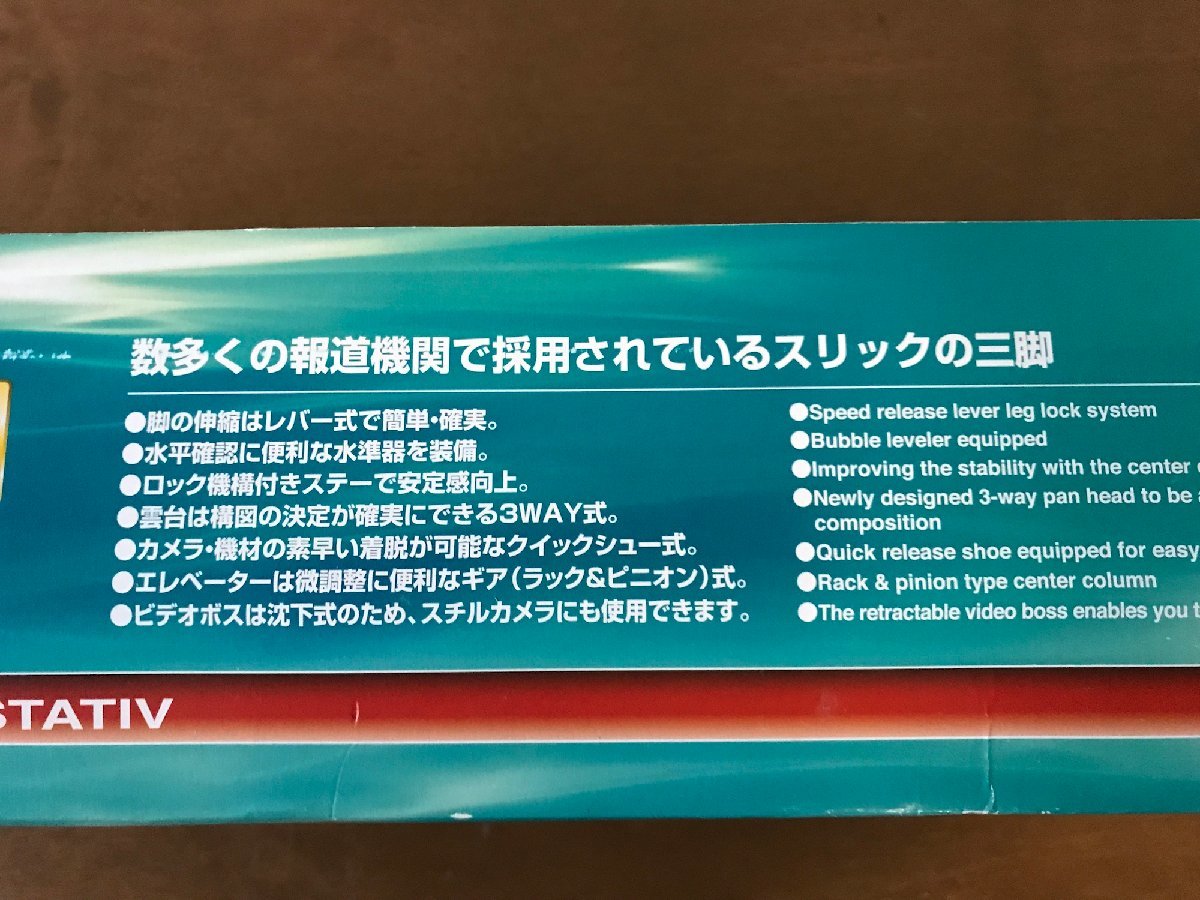 数多くの報道機関で採用されているスリックの三脚
●脚の伸縮はレバー式で簡単・確実。
●水平確認に便利な水準器を装備。
●ロック機構付きステーで安定感向上。
●雲台は構図の決定が確実にできる3WAY式。
●カメラ・機材の素早い着脱が可能なクイックシュー式。
●エレベーターは微調整に便利なギア(ラック&ピニオン)式。
●ビデオボスは沈下式のため、スチルカメラにも使用できます。
●Speed release lever leg lock system
●Bubble leveler equipped
●Improving the stability with the center
●Newly designed 3-way pan head to be
composition
●Quick release shoe equipped for easy
●Rack & pinion type center column
●The retractable video boss enables you
STATIV